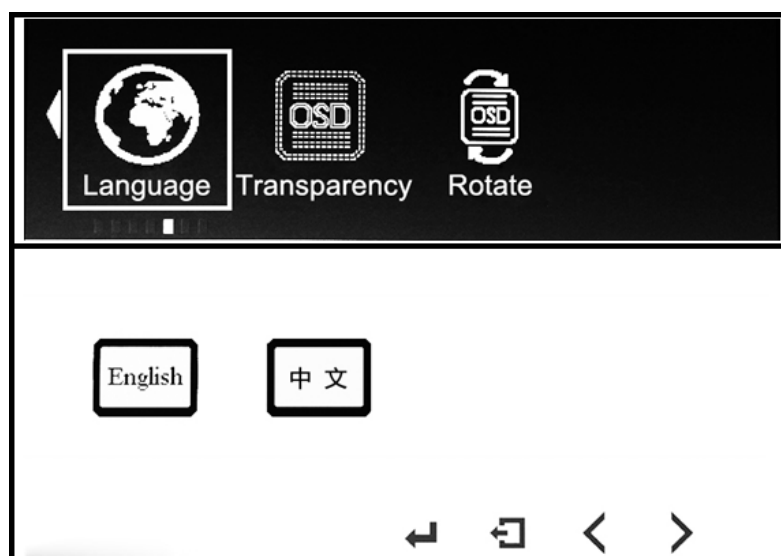 OSD
OSD
Language
Transparency
Rotate
English
中文